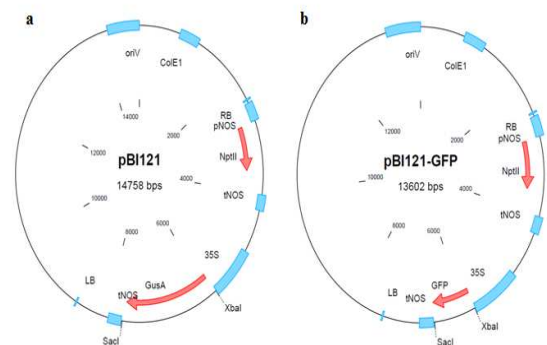 a
oriV
ColE1
14000
2000
RB
pNOS
12000
pBI121
NptII
14758 bps
4000
10000
tNOS
8000
6000
35S
LB
GusA
tNOS
XbaI
SacI
b
oriV
ColE1
12000
2000
RB
pNOS
pBI121-GFP
NptII
10000
13602 bps
4000
8000
6000
tNOS
35S
GFP
LB
tNOS
XbaI
SacI